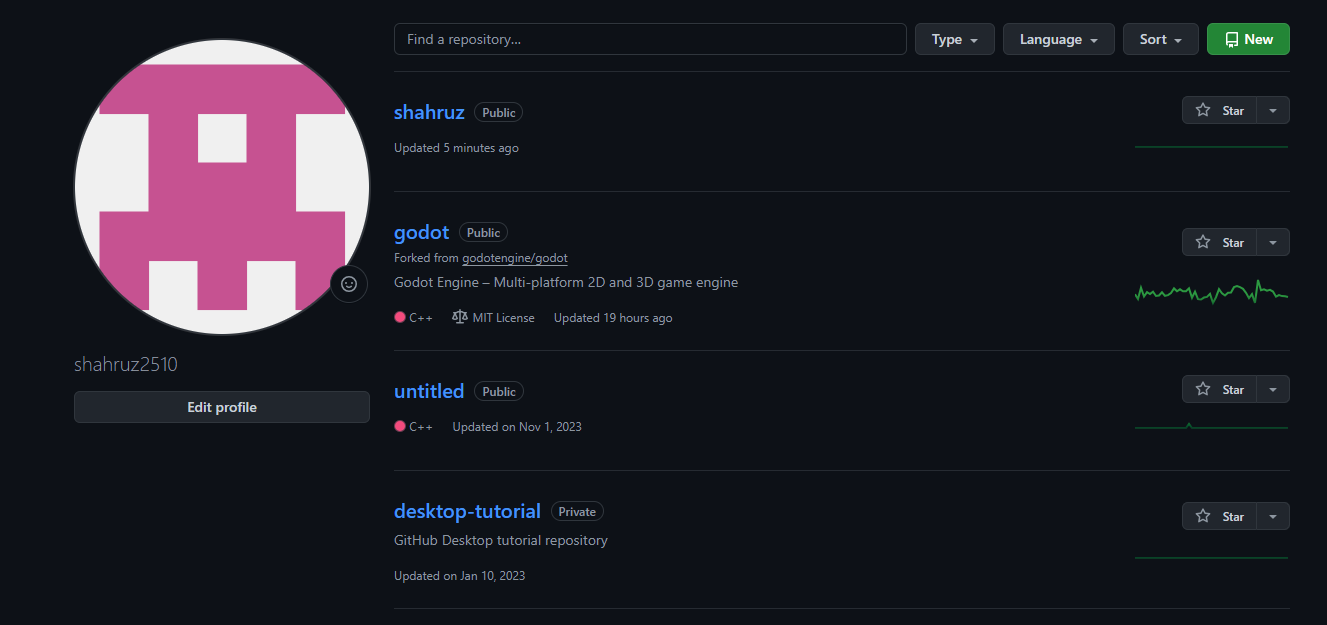 Find a repository...
Type
Language
Sort
New
shahruz Public
Star
Updated 5 minutes ago
godot Public
Star
Forked from godotengine/godot
Godot Engine – Multi-platform 2D and 3D game engine
C++ MIT License Updated 19 hours ago
shahruz2510
Edit profile
untitled Public
Star
C++ Updated on Nov 1, 2023
desktop-tutorial Private
Star
GitHub Desktop tutorial repository
Updated on Jan 10, 2023